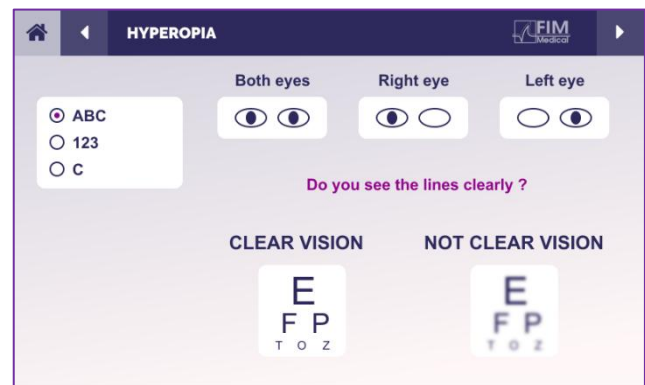 HYPEROPIA
FIM
Medical
Both eyes Right eye Left eye
ABC
123
C
Do you see the lines clearly ?
CLEAR VISION NOT CLEAR VISION
E E
F P F P
T O Z T O Z